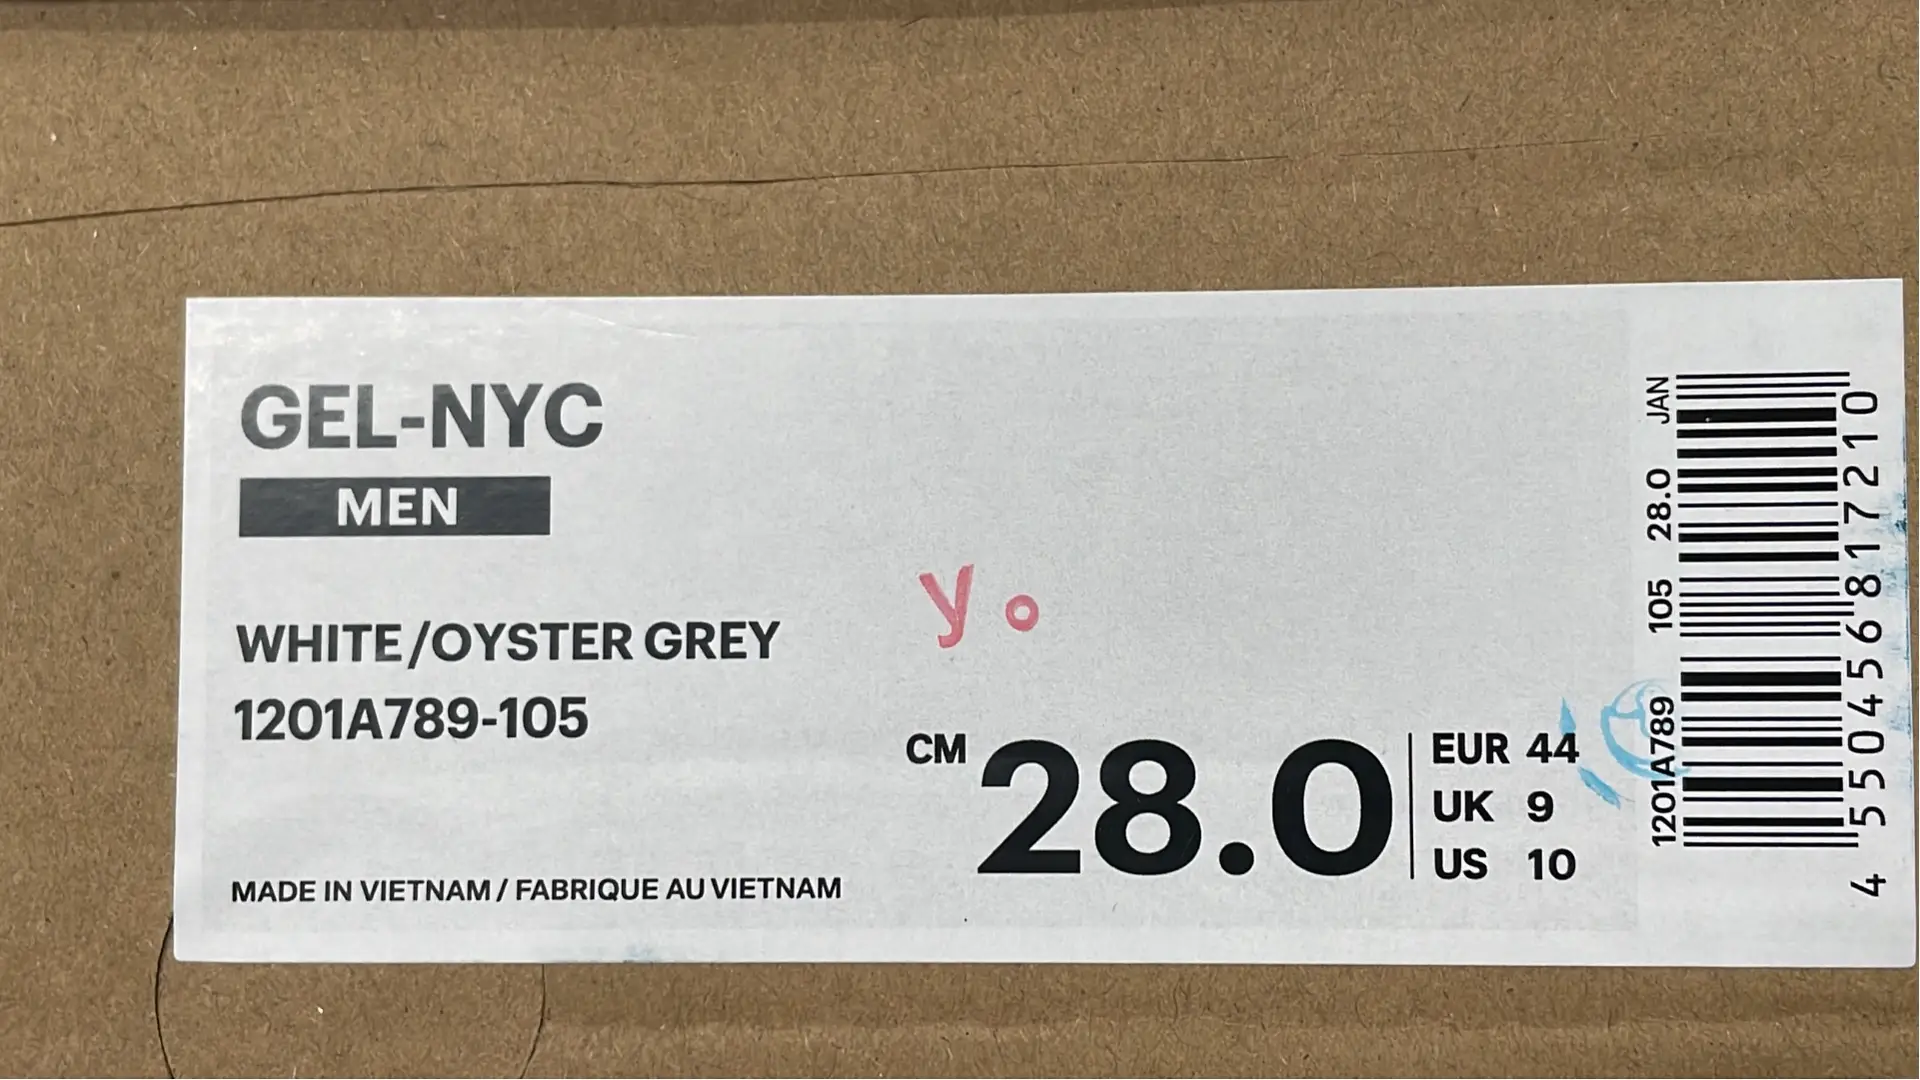 GEL-NYC
MEN
WHITE/OYSTER GREY
1201A789-105
MADE IN VIETNAM / FABRIQUE AU VIETNAM
y.
CM 28.0
EUR 44
UK 9
US 10
1201A789 105 28.0 JAN
4550456817210